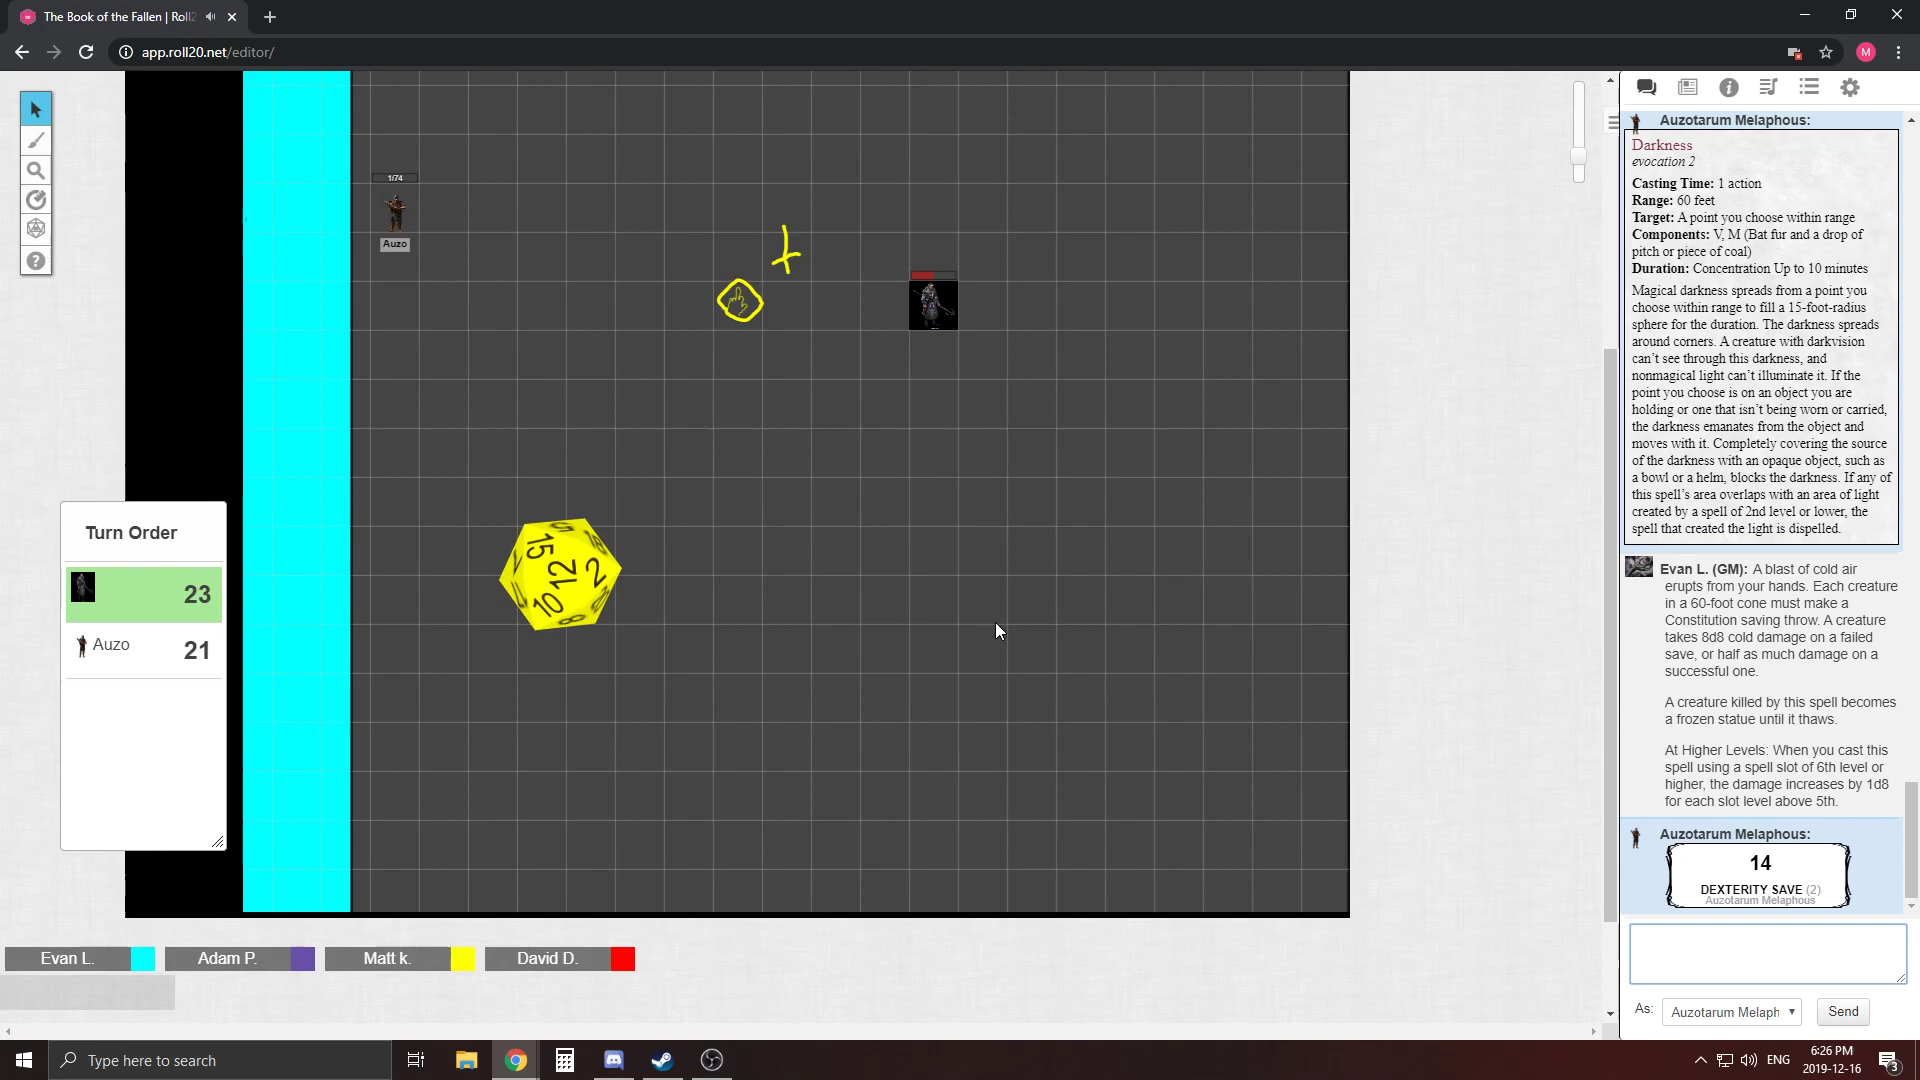 The Book of the Fallen | Roll2
app.roll20.net/editor/
M
1/74
Auzo
Turn Order
23
Auzo
21
15
12
2
10
8
Auzotarum Melaphous:
Darkness
evocation 2
Casting Time: 1 action
Range: 60 feet
Target: A point you choose within range
Components: V, M (Bat fur and a drop of
pitch or piece of coal)
Duration: Concentration Up to 10 minutes
Magical darkness spreads from a point you
choose within range to fill a 15-foot-radius
sphere for the duration. The darkness spreads
around corners. A creature with darkvision
can’t see through this darkness, and
nonmagical light can’t illuminate it. If the
point you choose is on an object you are
holding or one that isn’t being worn or carried,
the darkness emanates from the object and
moves with it. Completely covering the source
of the darkness with an opaque object, such as
a bowl or a helm, blocks the darkness. If any of
this spell’s area overlaps with an area of light
created by a spell of 2nd level or lower, the
spell that created the light is dispelled.
Evan L. (GM): A blast of cold air
erupts from your hands. Each creature
in a 60-foot cone must make a
Constitution saving throw. A creature
takes 8d8 cold damage on a failed
save, or half as much damage on a
successful one.
A creature killed by this spell becomes
a frozen statue until it thaws.
At Higher Levels: When you cast this
spell using a spell slot of 6th level or
higher, the damage increases by 1d8
for each slot level above 5th.
Auzotarum Melaphous:
14
DEXTERITY SAVE (2)
Auzotarum Melaphous
As: Auzotarum Melaph Send
Evan L. Adam P. Matt k. David D.
Type here to search
ENG
6:26 PM
2019-12-16
3